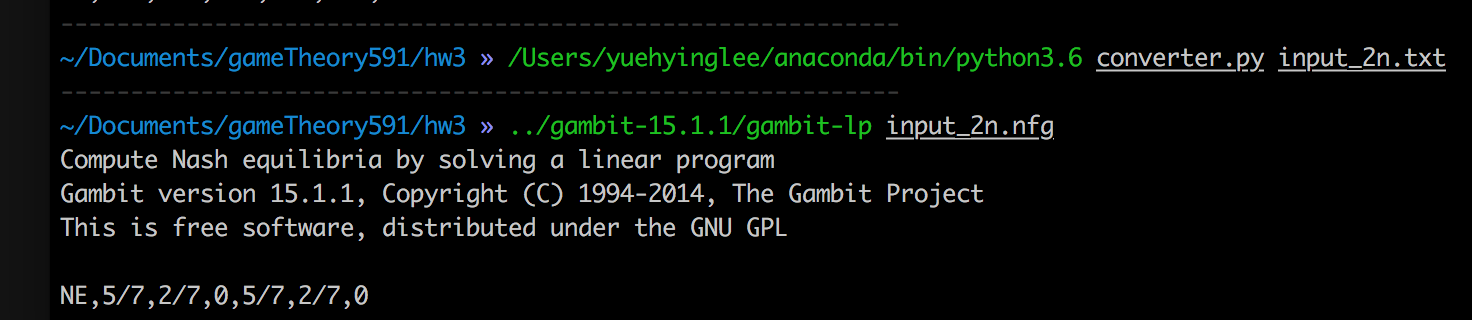 ~/Documents/gameTheory591/hw3 » /Users/yuehyinglee/anaconda/bin/python3.6 converter.py input_2n.txt
~/Documents/gameTheory591/hw3 » ../gambit-15.1.1/gambit-lp input_2n.nfg
Compute Nash equilibria by solving a linear program
Gambit version 15.1.1, Copyright (C) 1994-2014, The Gambit Project
This is free software, distributed under the GNU GPL
NE,5/7,2/7,0,5/7,2/7,0